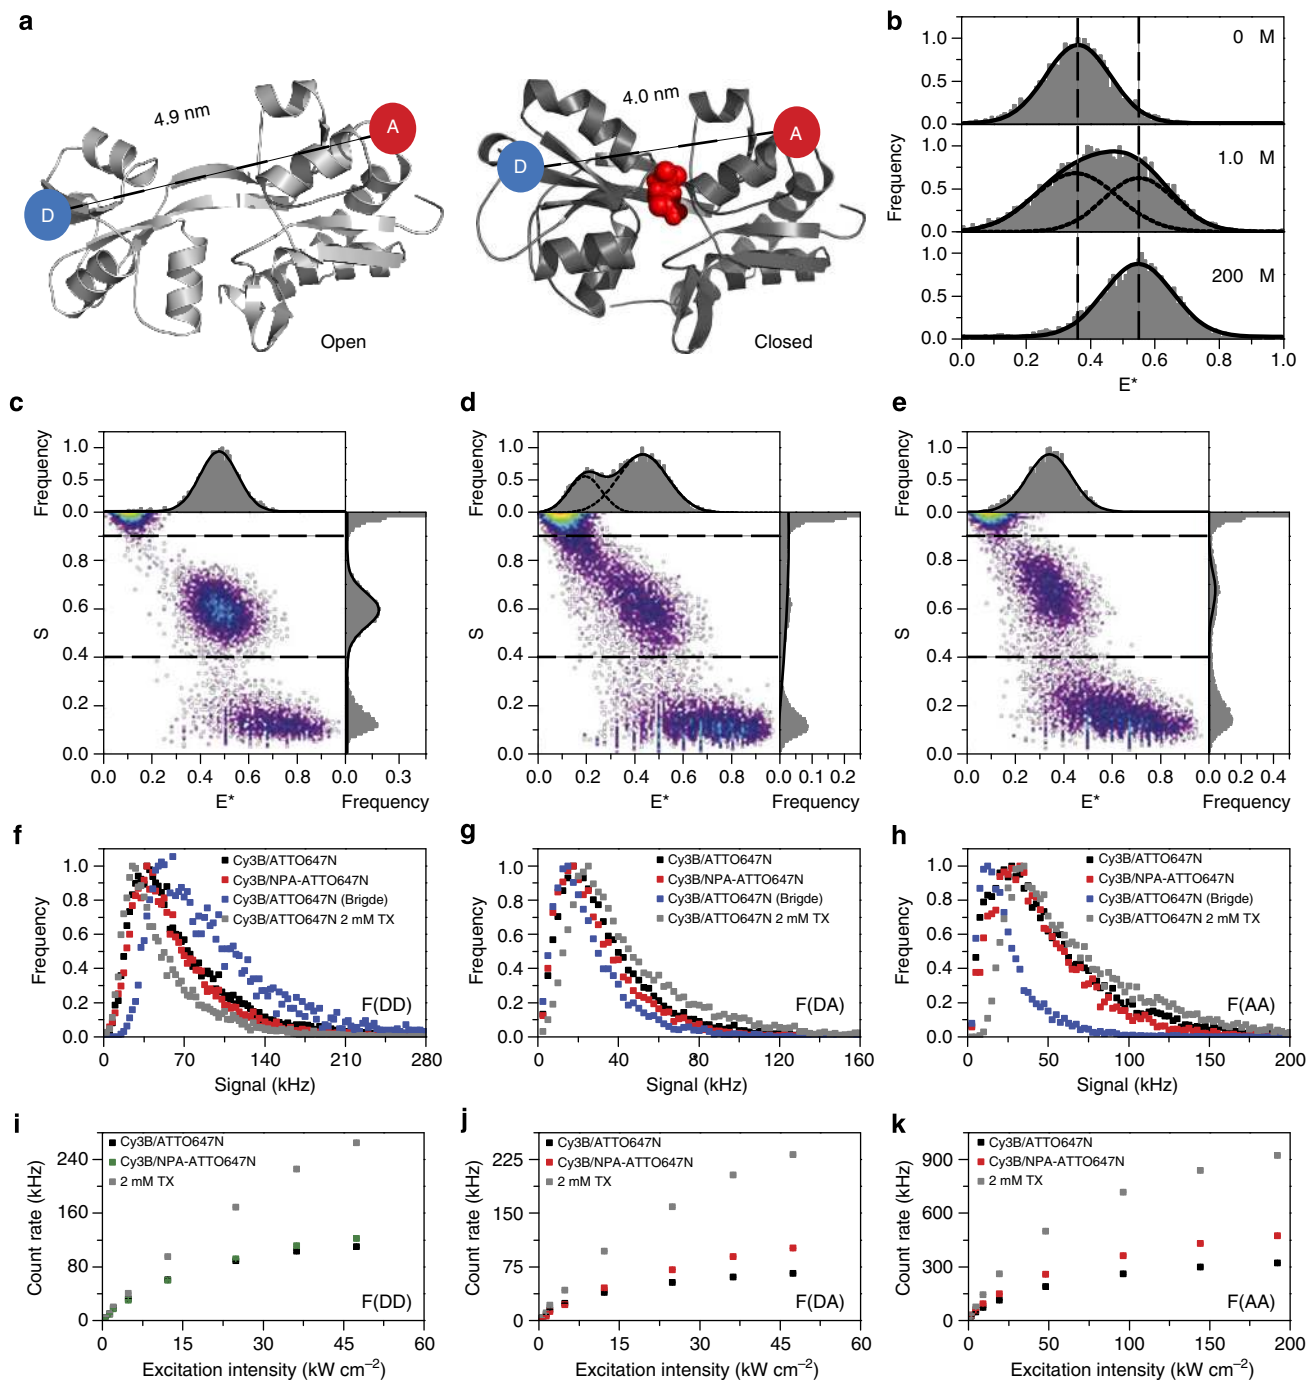 a
4.9 nm
D
A
Open
4.0 nm
D
A
Closed
b
0 M
1.0 M
200 M
1.0
0.5
0.0
1.0
0.5
0.0
1.0
0.5
0.0
Frequency
0.0 0.2 0.4 0.6 0.8 1.0
E*
c
Frequency
1.0
0.5
0.0
S
0.8
0.6
0.4
0.2
0.0
0.0 0.2 0.4 0.6 0.8 0.0 0.3
E* Frequency
d
Frequency
1.0
0.5
0.0
S
0.8
0.6
0.4
0.2
0.0
0.0 0.2 0.4 0.6 0.8 0.0 0.1 0.2
E* Frequency
e
Frequency
1.0
0.5
0.0
S
0.8
0.6
0.4
0.2
0.0
0.0 0.2 0.4 0.6 0.8 0.0 0.2 0.4
E* Frequency
f
Cy3B/ATTO647N
Cy3B/NPA-ATTO647N
Cy3B/ATTO647N (Brigde)
Cy3B/ATTO647N 2 mM TX
F(DD)
Frequency
1.0
0.8
0.6
0.4
0.2
0.0
0 70 140 210 280
Signal (kHz)
g
Cy3B/ATTO647N
Cy3B/NPA-ATTO647N
Cy3B/ATTO647N (Brigde)
Cy3B/ATTO647N 2 mM TX
F(DA)
Frequency
1.0
0.8
0.6
0.4
0.2
0.0
0 40 80 120 160
Signal (kHz)
h
Cy3B/ATTO647N
Cy3B/NPA-ATTO647N
Cy3B/ATTO647N (Brigde)
Cy3B/ATTO647N 2 mM TX
F(AA)
Frequency
1.0
0.8
0.6
0.4
0.2
0.0
0 50 100 150 200
Signal (kHz)
i
Cy3B/ATTO647N
Cy3B/NPA-ATTO647N
2 mM TX
F(DD)
Count rate (kHz)
240
160
80
0
0 15 30 45 60
Excitation intensity (kW cm⁻²)
j
Cy3B/ATTO647N
Cy3B/NPA-ATTO647N
2 mM TX
F(DA)
Count rate (kHz)
225
150
75
0
0 15 30 45 60
Excitation intensity (kW cm⁻²)
k
Cy3B/ATTO647N
Cy3B/NPA-ATTO647N
2 mM TX
F(AA)
Count rate (kHz)
900
600
300
0
0 50 100 150 200
Excitation intensity (kW cm⁻²)